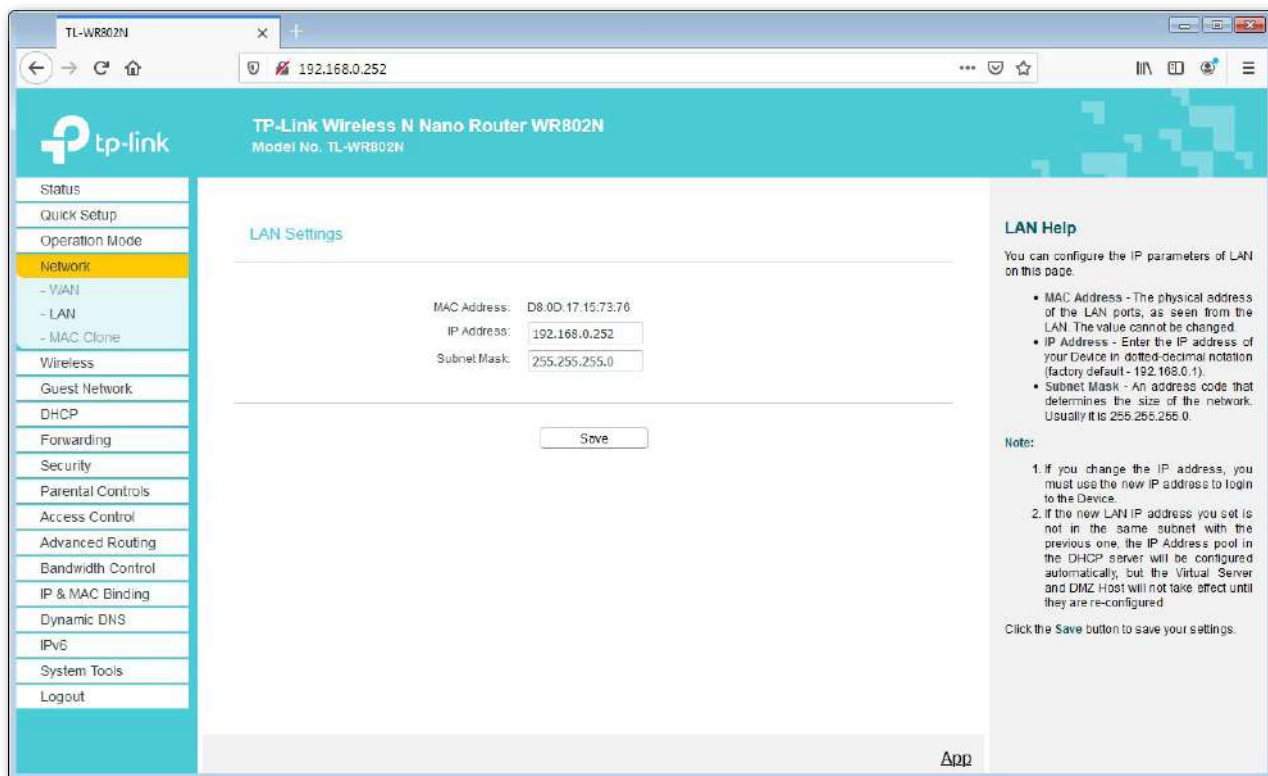 TL-WR802N
192.168.0.252
tp-link
TP-Link Wireless N Nano Router WR802N
Model No. TL-WR802N
Status
Quick Setup
Operation Mode
Network
- WAN
- LAN
- MAC Clone
Wireless
Guest Network
DHCP
Forwarding
Security
Parental Controls
Access Control
Advanced Routing
Bandwidth Control
IP & MAC Binding
Dynamic DNS
IPv6
System Tools
Logout
LAN Settings
MAC Address: D8:0D:17:15:73:76
IP Address: 192.168.0.252
Subnet Mask: 255.255.255.0
Save
App
LAN Help
You can configure the IP parameters of LAN
on this page.
• MAC Address - The physical address
of the LAN ports, as seen from the
LAN. The value cannot be changed.
• IP Address - Enter the IP address of
your Device in dotted-decimal notation
(factory default - 192.168.0.1).
• Subnet Mask - An address code that
determines the size of the network.
Usually it is 255.255.255.0.
Note:
1. If you change the IP address, you
must use the new IP address to login
to the Device.
2. If the new LAN IP address you set is
not in the same subnet with the
previous one, the IP Address pool in
the DHCP server will be configured
automatically, but the Virtual Server
and DMZ Host will not take effect until
they are re-configured
Click the Save button to save your settings.